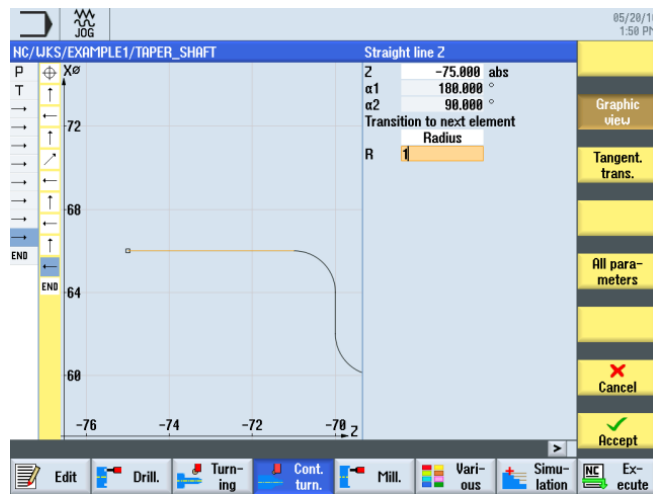 JOG
05/20/1
1:50 PM
NC/WKS/EXAMPLE1/TAPER_SHAFT
Straight line Z
P
T
END
END
XØ
72
68
64
60
-76
-74
-72
-70
Z
Z -75.000 abs
α1 180.000 °
α2 90.000 °
Transition to next element
Radius
R 1
Graphic
view
Tangent.
trans.
All para-
meters
Cancel
Accept
>
Edit
Drill.
Turn-
ing
Cont.
turn.
Mill.
Vari-
ous
Simu-
lation
NC
Ex-
ecute